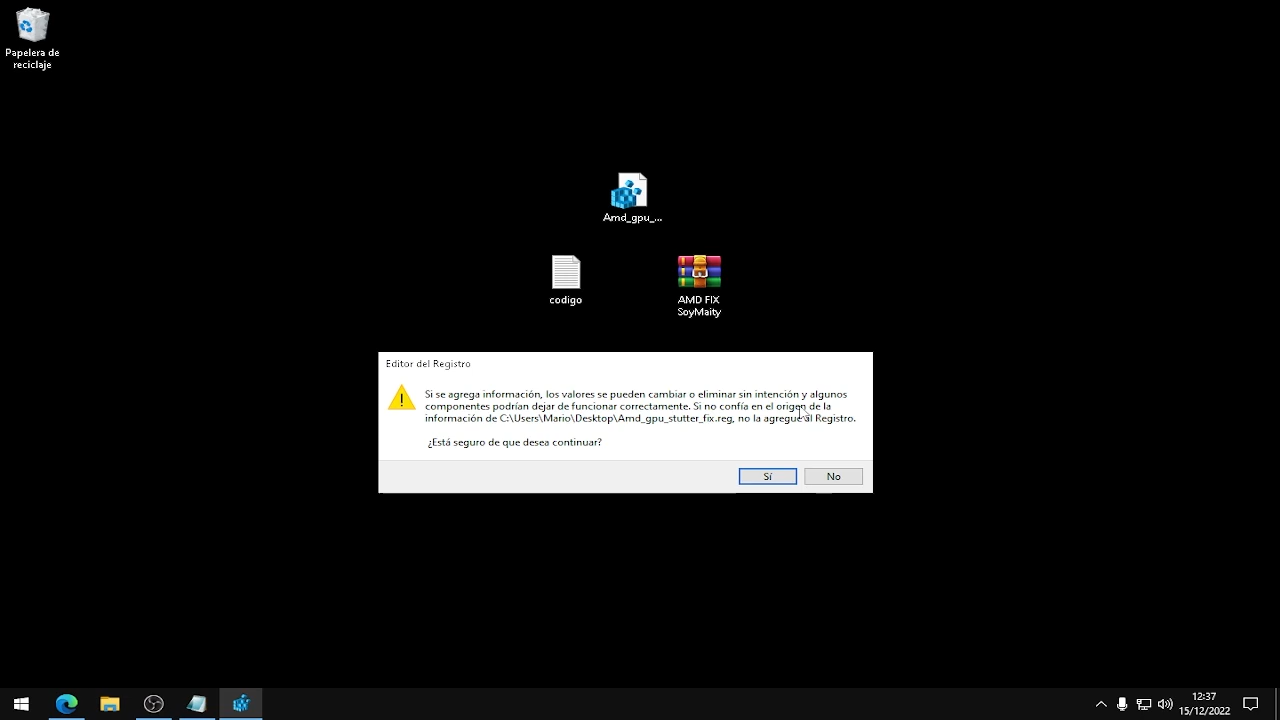 Papelera de
reciclaje
Amd_gpu_...
codigo
AMD FIX
SoyMaity
Editor del Registro
Si se agrega información, los valores se pueden cambiar o eliminar sin intención y algunos
componentes podrían dejar de funcionar correctamente. Si no confía en el origen de la
información de C:\Users\Mario\Desktop\Amd_gpu_stutter_fix.reg, no la agregue al Registro.
¿Está seguro de que desea continuar?
Sí
No
12:37
15/12/2022